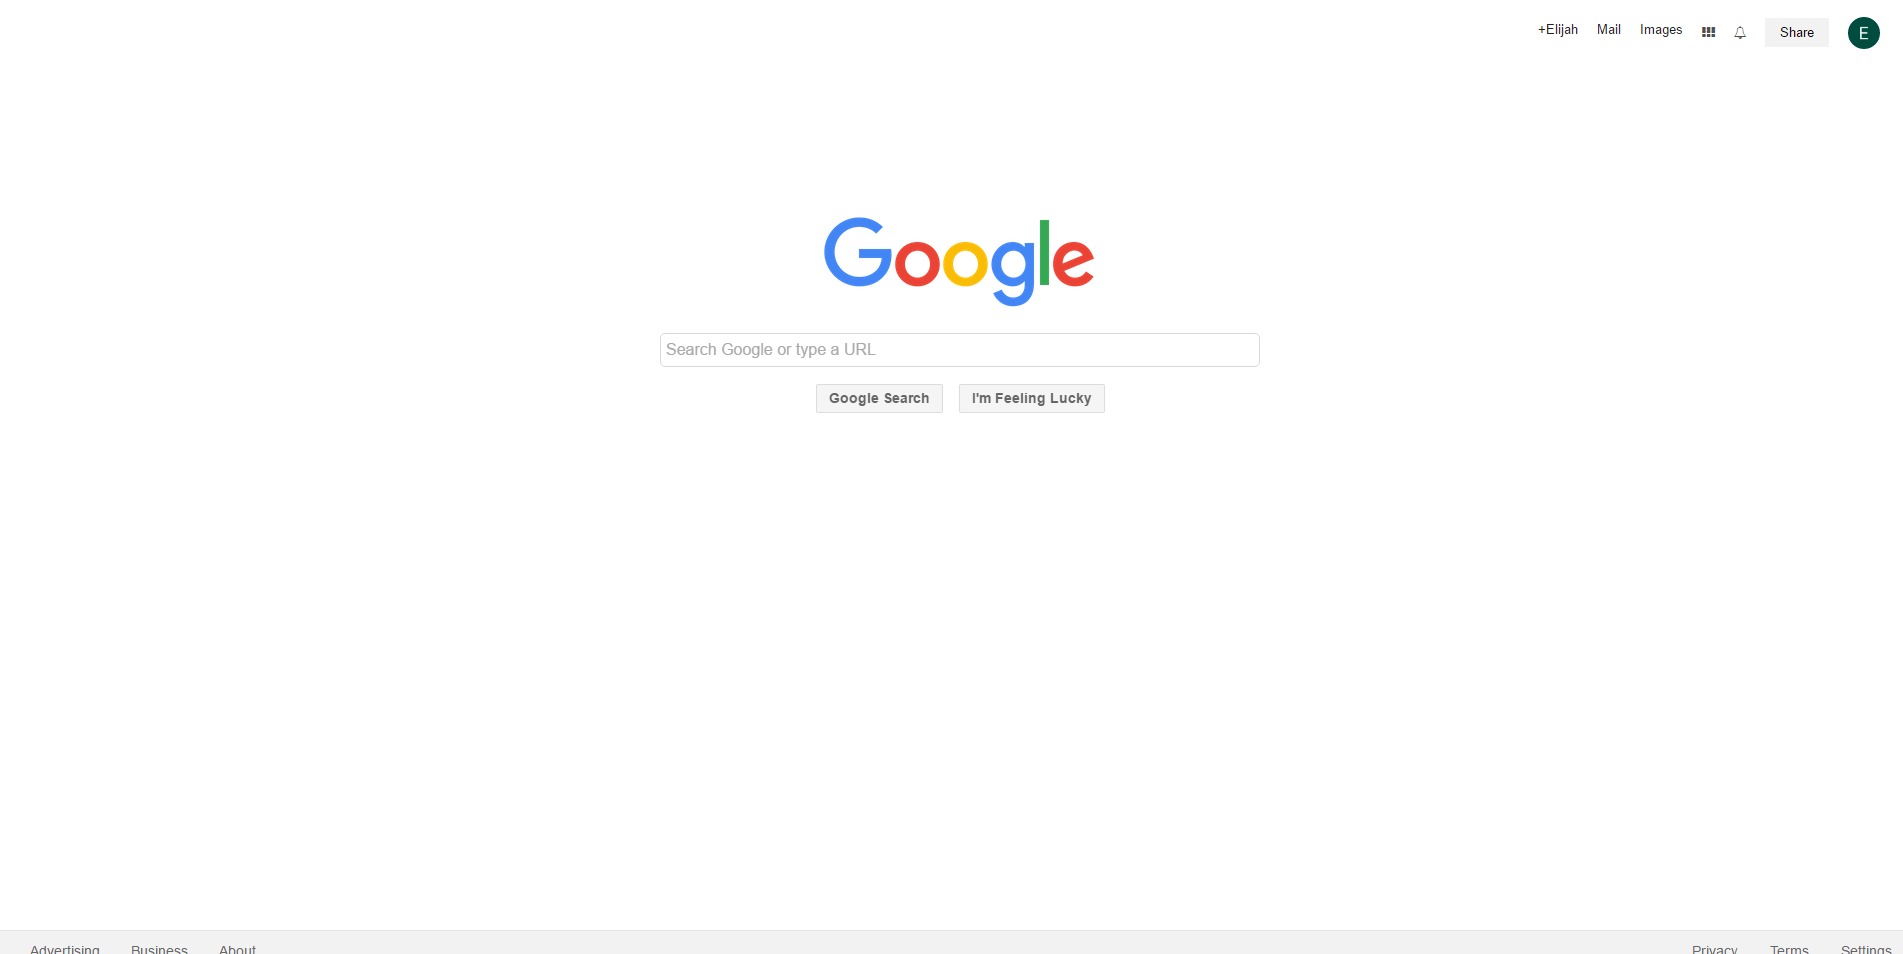 +Elijah Mail Images Share E
Google
Search Google or type a URL
Google Search I'm Feeling Lucky
Advertising Business About Privacy Terms Settings